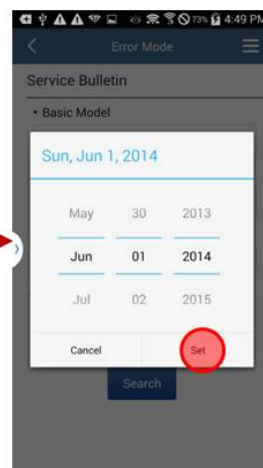 73% 4:49 PM
Error Mode
Service Bulletin
• Basic Model
Sun, Jun 1, 2014
May 30 2013
Jun 01 2014
Jul 02 2015
Cancel Set
Search